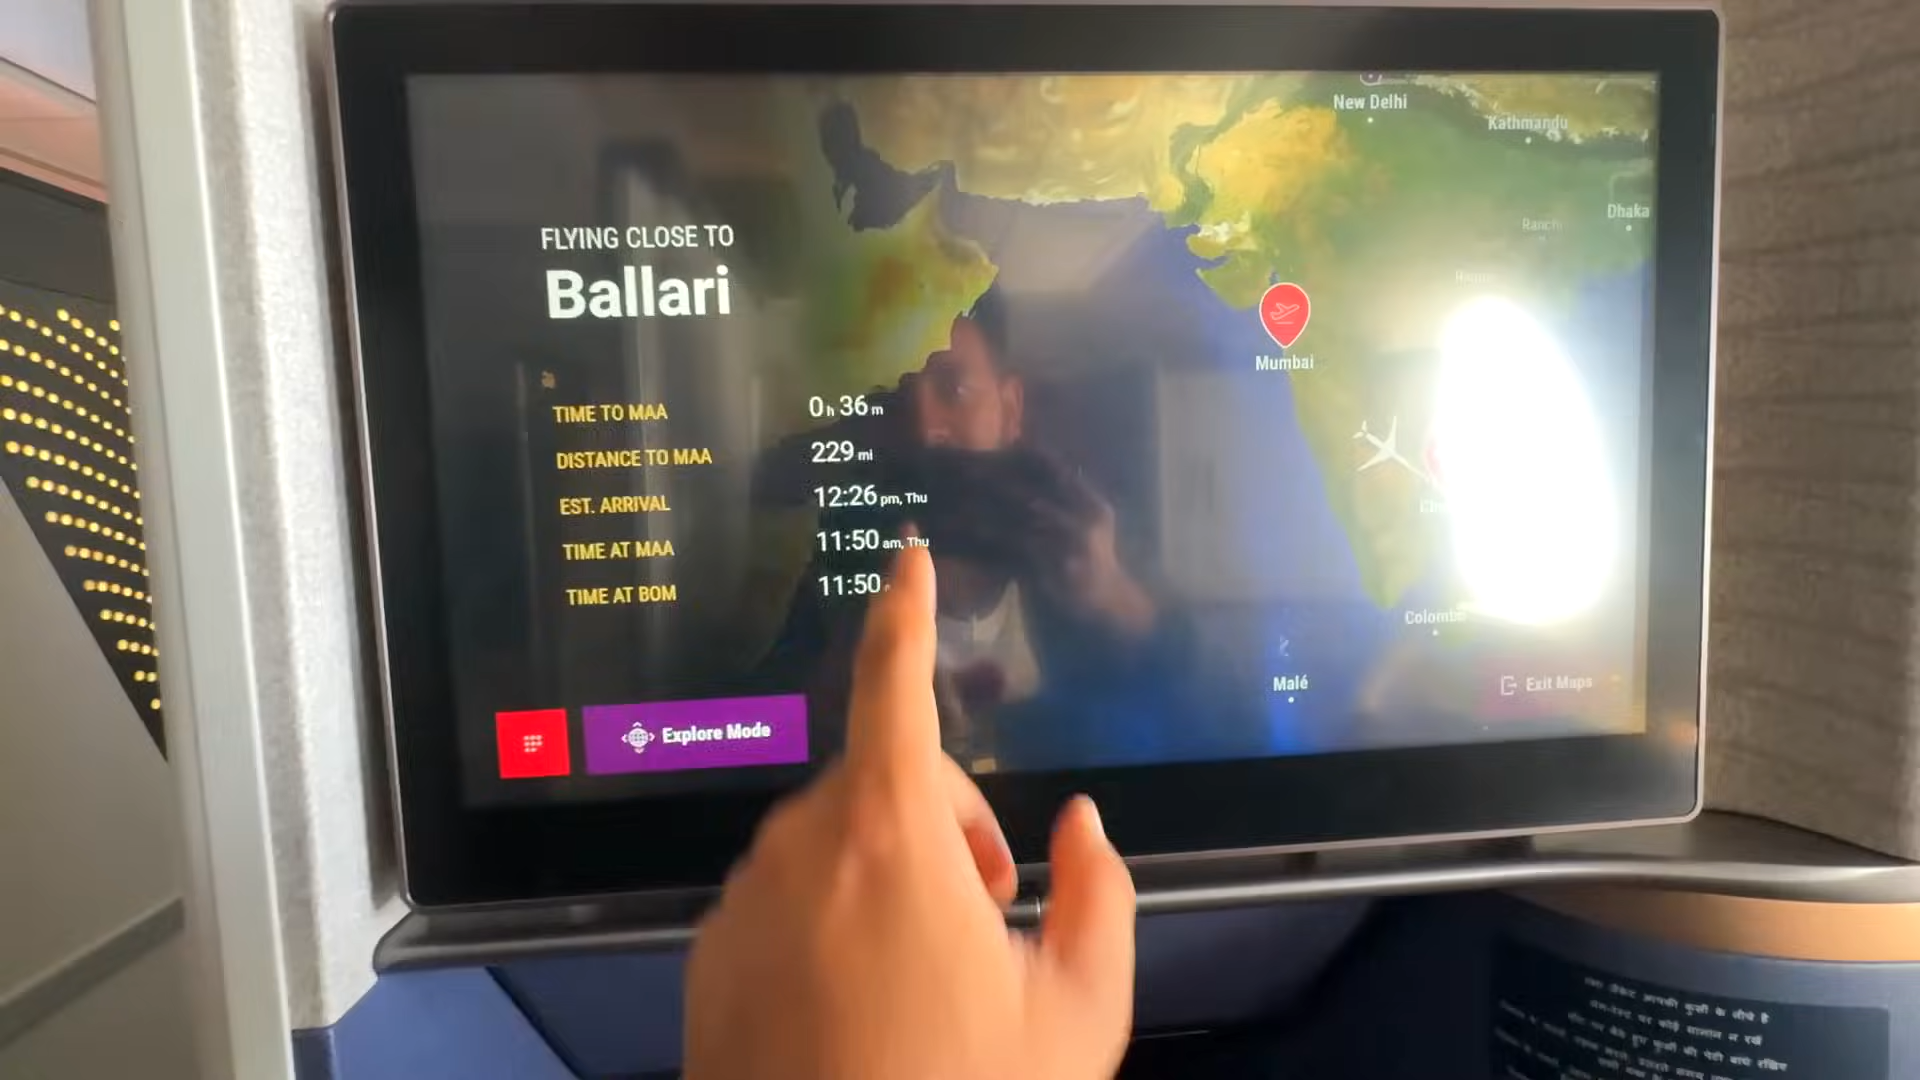 FLYING CLOSE TO
Ballari
TIME TO MAA 0 h 36 m
DISTANCE TO MAA 229 mi
EST. ARRIVAL 12:26 pm, Thu
TIME AT MAA 11:50 am, Thu
TIME AT BOM 11:50
Explore Mode
New Delhi
Kathmandu
Dhaka
Ranchi
Mumbai
Colombo
Malé
Exit Maps